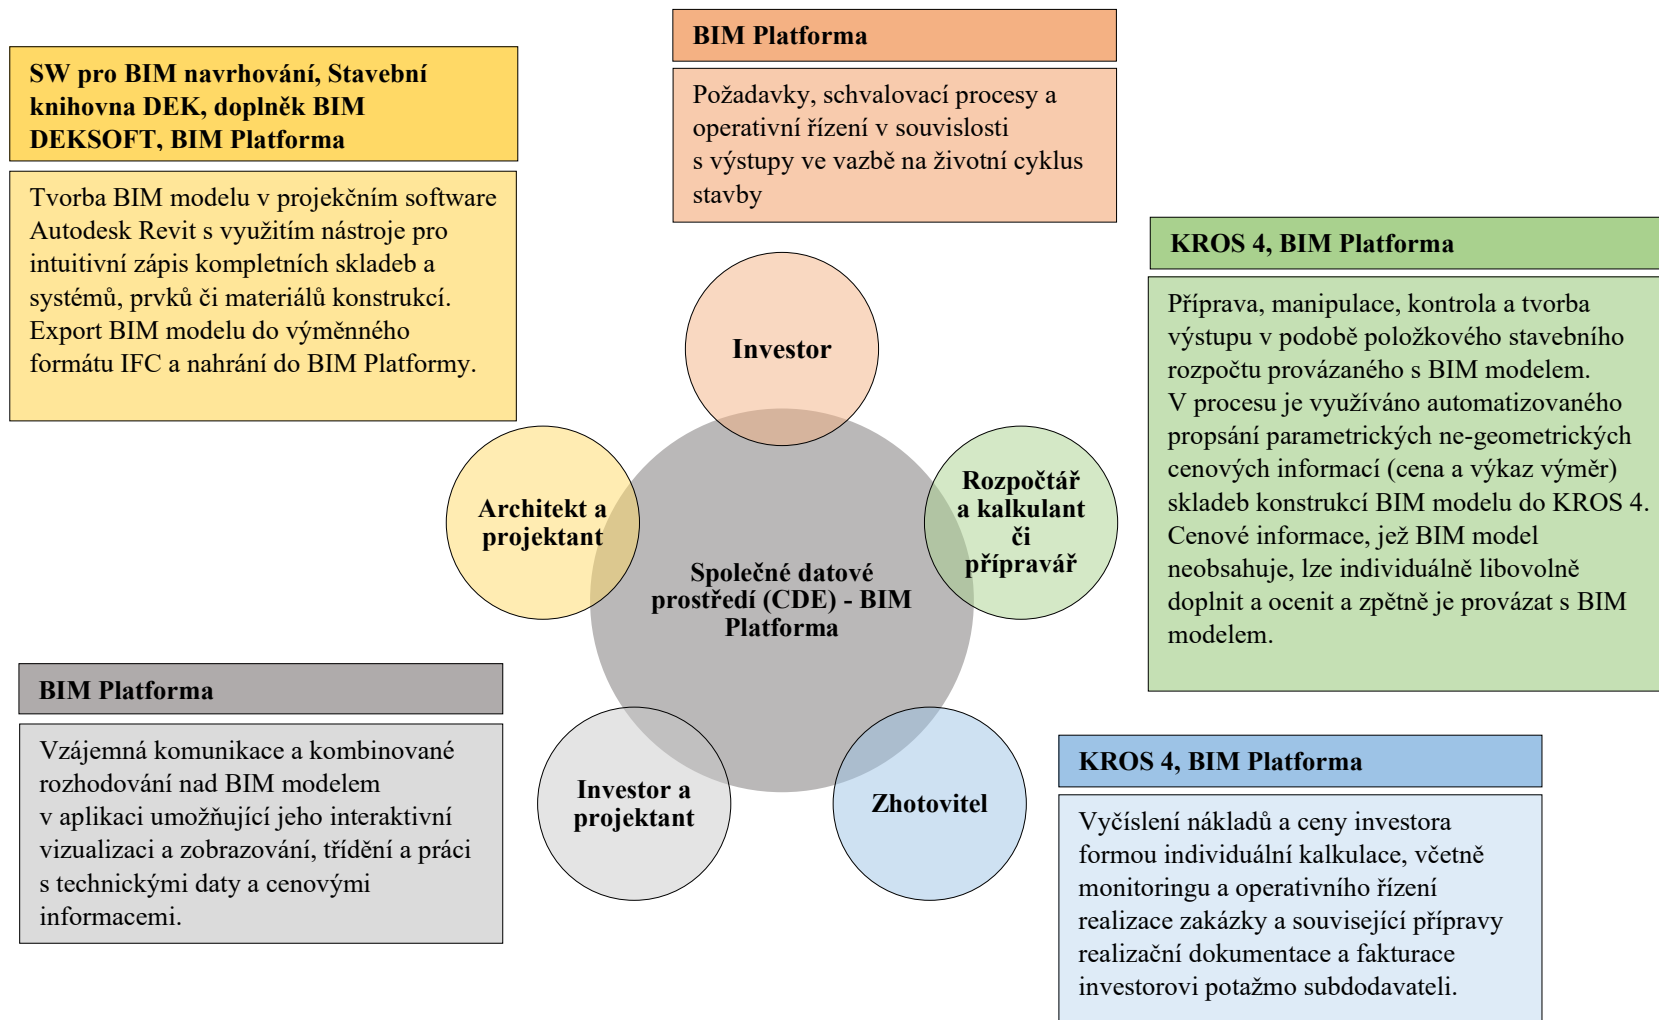 BIM Platforma
Požadavky, schvalovací procesy a
operativní řízení v souvislosti
s výstupy ve vazbě na životní cyklus
stavby
SW pro BIM navrhování, Stavební
knihovna DEK, doplněk BIM
DEKSOFT, BIM Platforma
Tvorba BIM modelu v projekčním software
Autodesk Revit s využitím nástroje pro
intuitivní zápis kompletních skladeb a
systémů, prvků či materiálů konstrukcí.
Export BIM modelu do výměnného
formátu IFC a nahrání do BIM Platformy.
KROS 4, BIM Platforma
Příprava, manipulace, kontrola a tvorba
výstupu v podobě položkového stavebního
rozpočtu provázaného s BIM modelem.
V procesu je využíváno automatizovaného
propsání parametrických ne-geometrických
cenových informací (cena a výkaz výměr)
skladeb konstrukcí BIM modelu do KROS 4.
Cenové informace, jež BIM model
neobsahuje, lze individuálně libovolně
doplnit a ocenit a zpětně je provázat s BIM
modelem.
Investor
Architekt a
projektant
Rozpočtář
a kalkulant
či
přípravář
Společné datové
prostředí (CDE) - BIM
Platforma
Investor a
projektant
Zhotovitel
BIM Platforma
Vzájemná komunikace a kombinované
rozhodování nad BIM modelem
v aplikaci umožňující jeho interaktivní
vizualizaci a zobrazování, třídění a práci
s technickými daty a cenovými
informacemi.
KROS 4, BIM Platforma
Vyčíslení nákladů a ceny investora
formou individuální kalkulace, včetně
monitoringu a operativního řízení
realizace zakázky a související přípravy
realizační dokumentace a fakturace
investorovi potažmo subdodavateli.